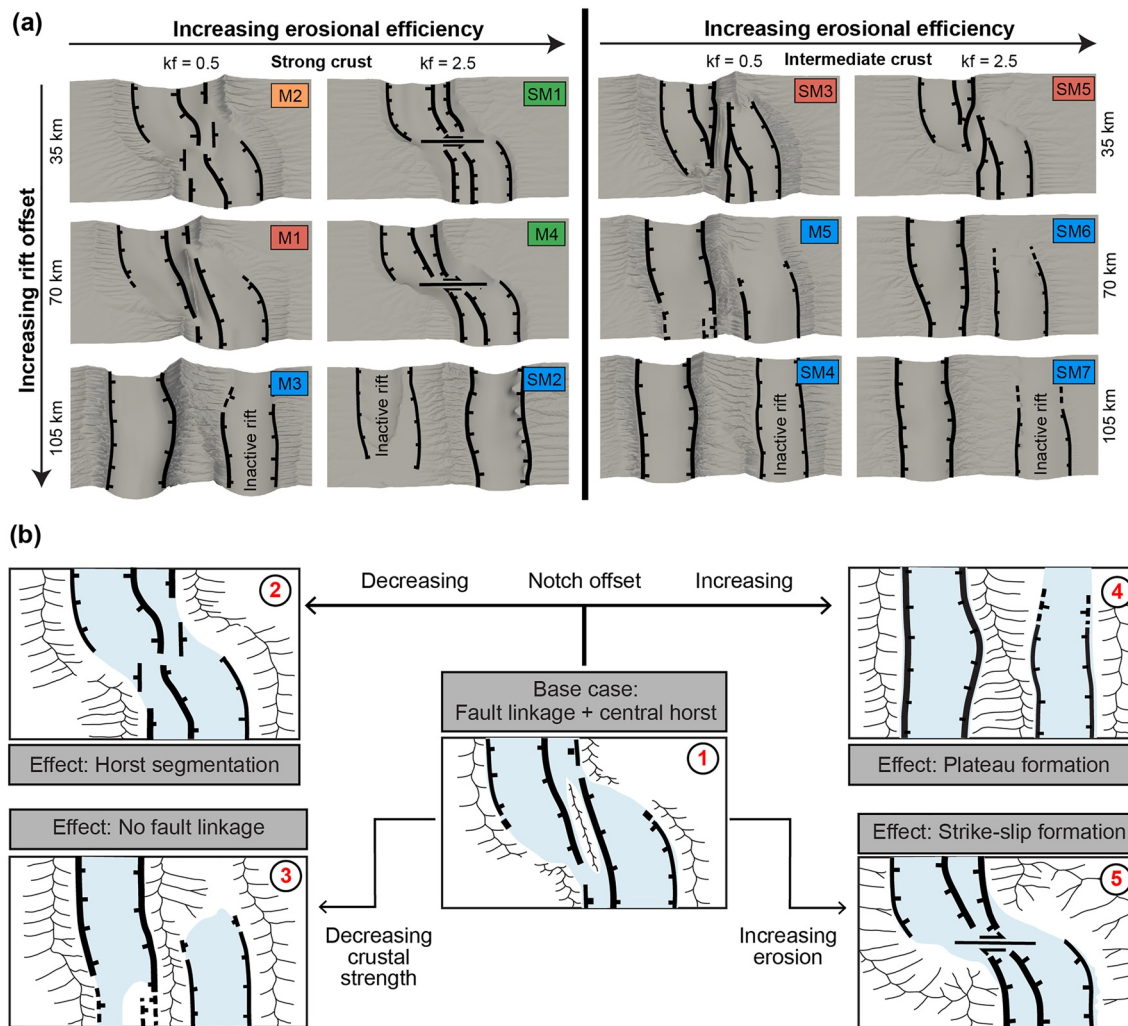 (a)
Increasing erosional efficiency
kf = 0.5
Strong crust
kf = 2.5
Increasing erosional efficiency
kf = 0.5
Intermediate crust
kf = 2.5
Increasing rift offset
35 km
M2
SM1
SM3
SM5
35 km
70 km
M1
M4
M5
SM6
70 km
105 km
M3
Inactive rift
SM2
Inactive rift
SM4
Inactive rift
SM7
Inactive rift
105 km
(b)
2
Effect: Horst segmentation
Decreasing
Notch offset
Increasing
4
Effect: Plateau formation
Base case:
Fault linkage + central horst
1
Effect: No fault linkage
3
Decreasing
crustal
strength
Increasing
erosion
Effect: Strike-slip formation
5